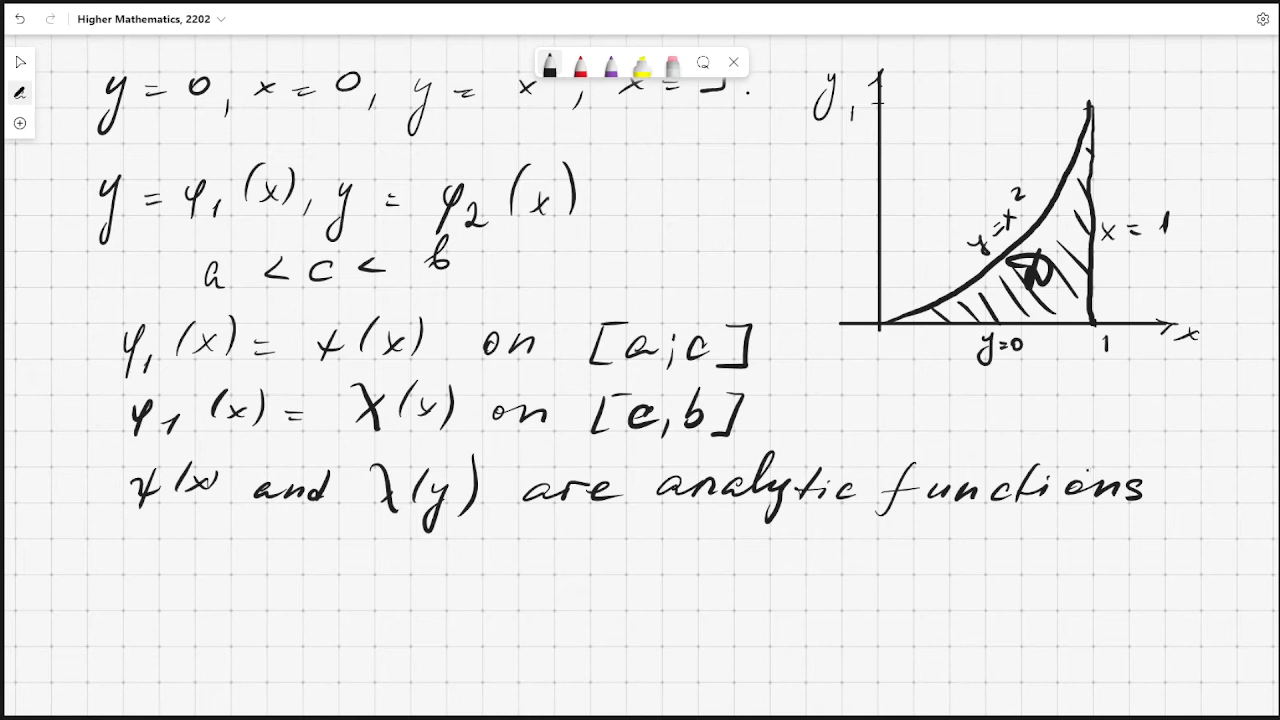 Higher Mathematics, 2202
y = 0, x = 0, y = x , x =
y = φ₁(x), y = φ₂(x)
a < c < b
φ₁(x) = ψ(x) on [a;c]
φ₁(x) = χ(x) on [c,b]
ψ(x) and χ(y) are analytic functions
y
1
y = x²
x = 1
y=0
1
x